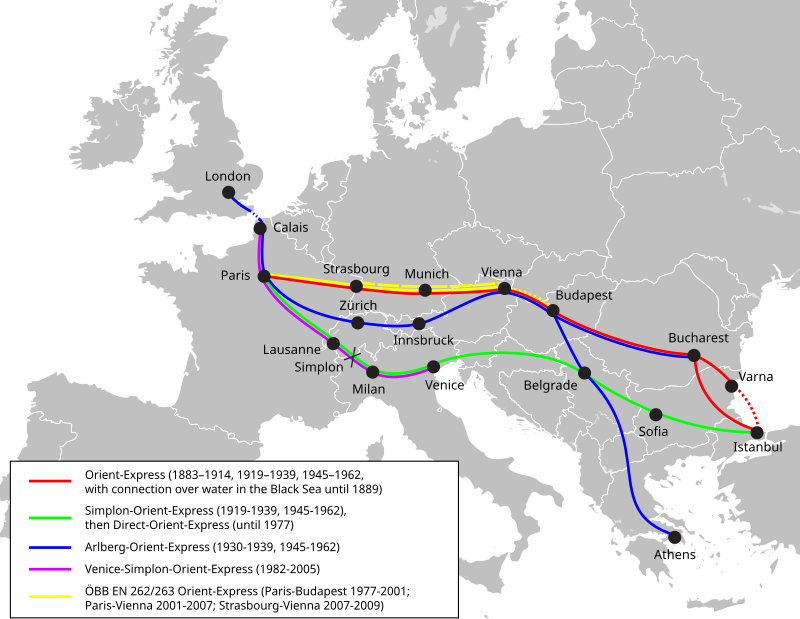 London
Calais
Paris
Strasbourg
Munich
Vienna
Budapest
Zürich
Innsbruck
Lausanne
Simplon
Milan
Venice
Belgrade
Bucharest
Varna
Sofia
Istanbul
Athens
Orient-Express (1883–1914, 1919–1939, 1945–1962,
with connection over water in the Black Sea until 1889)
Simplon-Orient-Express (1919-1939, 1945-1962),
then Direct-Orient-Express (until 1977)
Arlberg-Orient-Express (1930-1939, 1945-1962)
Venice-Simplon-Orient-Express (1982-2005)
ÖBB EN 262/263 Orient-Express (Paris-Budapest 1977-2001;
Paris-Vienna 2001-2007; Strasbourg-Vienna 2007-2009)